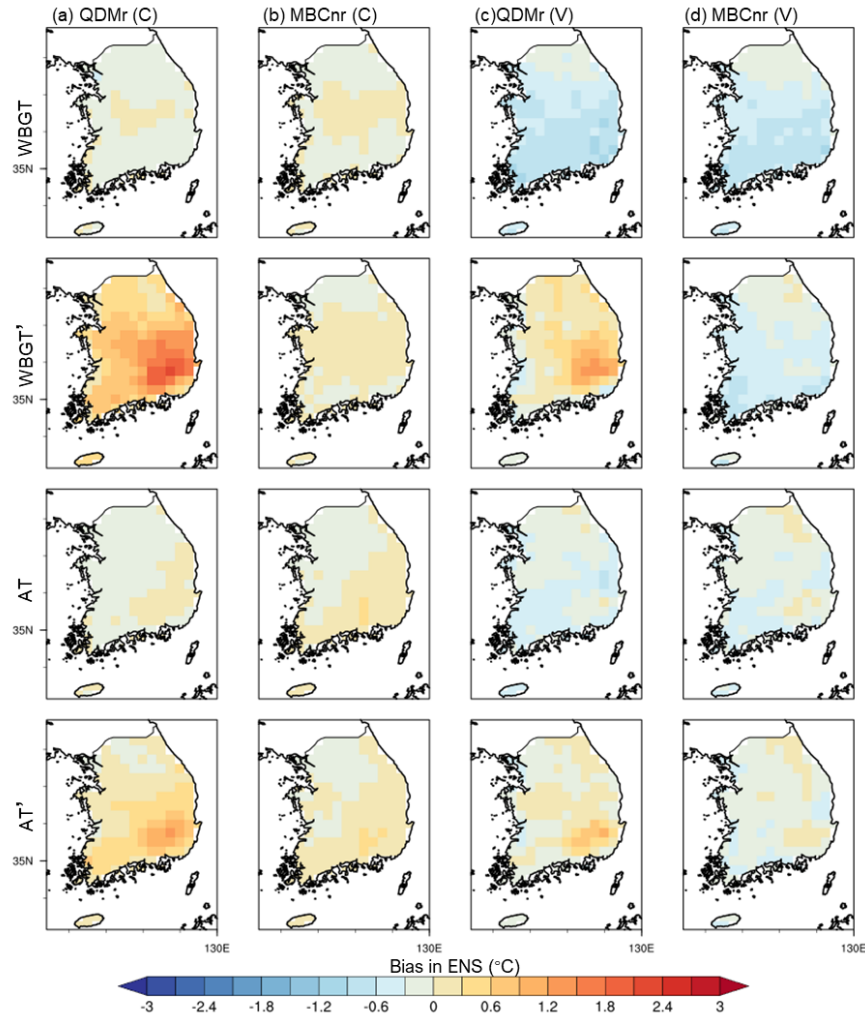 (a) QDMr (C) (b) MBCnr (C) (c)QDMr (V) (d) MBCnr (V)
WBGT
35N
WBGT’
35N
AT
35N
AT’
35N
130E 130E 130E 130E
Bias in ENS (°C)
-3 -2.4 -1.8 -1.2 -0.6 0 0.6 1.2 1.8 2.4 3